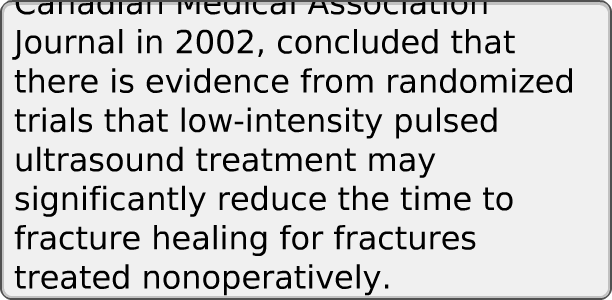 Canadian Medical Association
Journal in 2002, concluded that
there is evidence from randomized
trials that low-intensity pulsed
ultrasound treatment may
significantly reduce the time to
fracture healing for fractures
treated nonoperatively.